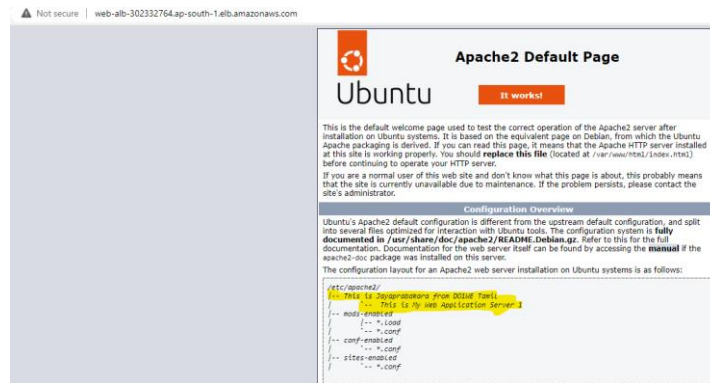 Not secure | web-alb-302332764.ap-south-1.elb.amazonaws.com
Apache2 Default Page
Ubuntu
It works!
This is the default welcome page used to test the correct operation of the Apache2 server after
installation on Ubuntu systems. It is based on the equivalent page on Debian, from which the Ubuntu
Apache packaging is derived. If you can read this page, it means that the Apache HTTP server installed
at this site is working properly. You should replace this file (located at /var/www/html/index.html)
before continuing to operate your HTTP server.
If you are a normal user of this web site and don't know what this page is about, this probably means
that the site is currently unavailable due to maintenance. If the problem persists, please contact the
site's administrator.
Configuration Overview
Ubuntu's Apache2 default configuration is different from the upstream default configuration, and split
into several files optimized for interaction with Ubuntu tools. The configuration system is fully
documented in /usr/share/doc/apache2/README.Debian.gz. Refer to this for the full
documentation. Documentation for the web server itself can be found by accessing the manual if the
apache2-doc package was installed on this server.
The configuration layout for an Apache2 web server installation on Ubuntu systems is as follows:
/etc/apache2/
|-- This is Jayaprabakara from DO1WE Tamil
|       `--  This is My Web Application Server 1
|-- mods-enabled
|       |-- *.load
|       `-- *.conf
|-- conf-enabled
|       `-- *.conf
|-- sites-enabled
|       `-- *.conf